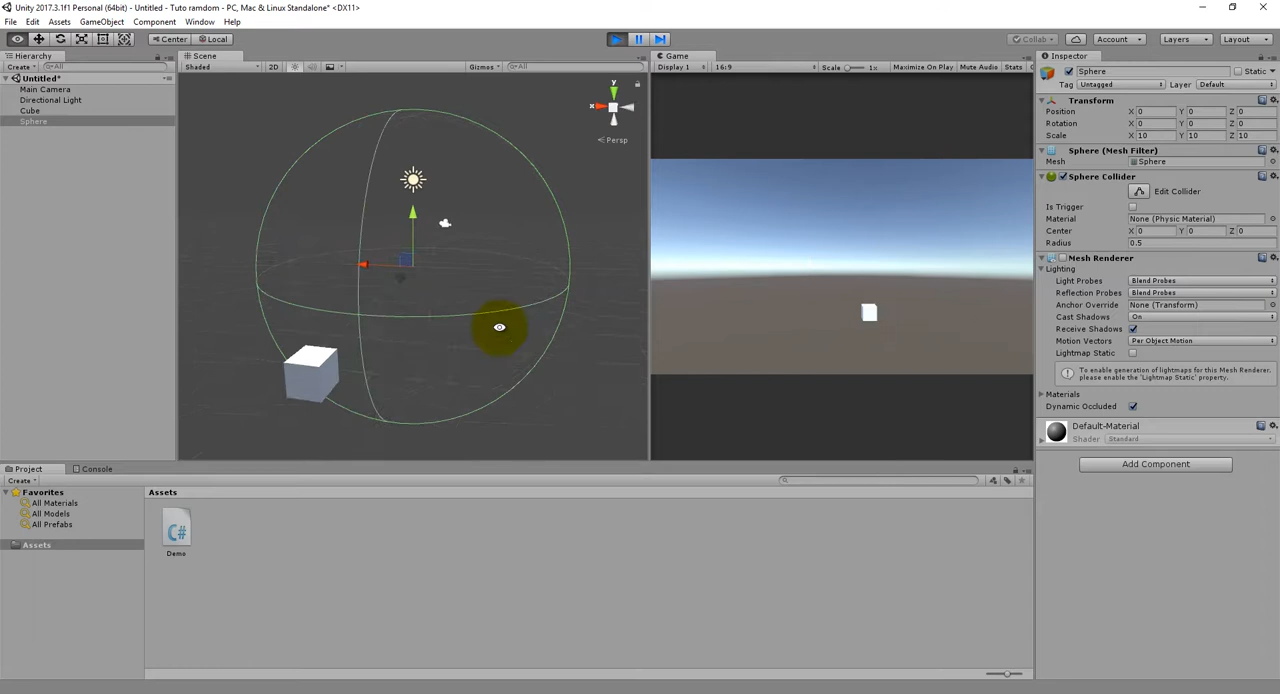 Unity 2017.3.1f1 Personal (64bit) - Untitled - Tuto ramdom - PC, Mac & Linux Standalone* <DX11>
File Edit Assets GameObject Component Window Help
Center Local Collab Account Layers Layout
Hierarchy Scene Game Inspector
Create All Shaded 2D Gizmos All Display 1 16:9 Scale 1x Maximize On Play Mute Audio Stats
Sphere Static
Untitled*
Tag Untagged Layer Default
Main Camera
Directional Light
Cube
Sphere
y
x
Persp
Transform
Position X 0 Y 0 Z 0
Rotation X 0 Y 0 Z 0
Scale X 10 Y 10 Z 10
Sphere (Mesh Filter)
Mesh Sphere
Sphere Collider
Edit Collider
Is Trigger
Material None (Physic Material)
Center X 0 Y 0 Z 0
Radius 0.5
Mesh Renderer
Lighting
Light Probes Blend Probes
Reflection Probes Blend Probes
Anchor Override None (Transform)
Cast Shadows On
Receive Shadows
Motion Vectors Per Object Motion
Lightmap Static
To enable generation of lightmaps for this Mesh Renderer, please enable the 'Lightmap Static' property.
Materials
Dynamic Occluded
Default-Material
Shader Standard
Add Component
Project Console
Create
Favorites
All Materials
All Models
All Prefabs
Assets
Assets
C#
Demo